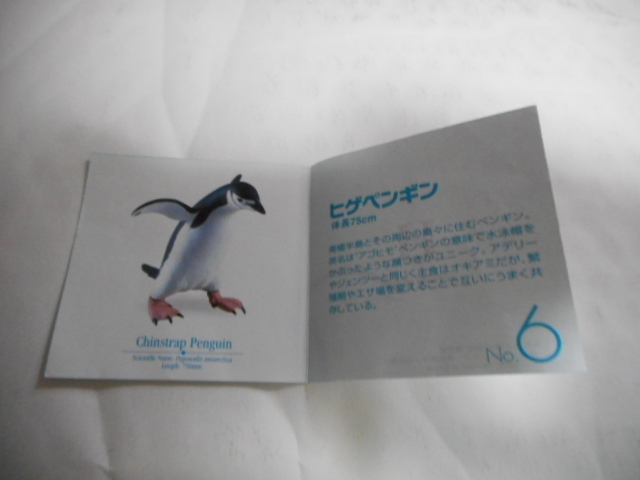 Chinstrap Penguin
Scientific Name
Length
ヒゲペンギン
体長75cm
南極半島とその周辺の島々に住むペンギン。
英名は"アゴヒモ"ペンギンの意味で水泳帽を
かぶったような顔つきがユニーク。アデリー
やジェンツーと同じく主食はオキアミだが、繁
殖期やエサ場を変えることで互いにうまく共
存している。
No.6